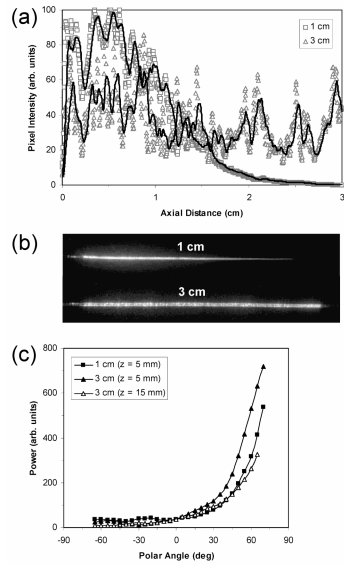 (a)
100
80
60
40
20
0
Pixel Intensity (arb. units)
1 cm
3 cm
0
1
2
3
Axial Distance (cm)
(b)
1 cm
3 cm
(c)
800
600
400
200
0
Power (arb. units)
1 cm (z = 5 mm)
3 cm (z = 5 mm)
3 cm (z = 15 mm)
-90
-60
-30
0
30
60
90
Polar Angle (deg)